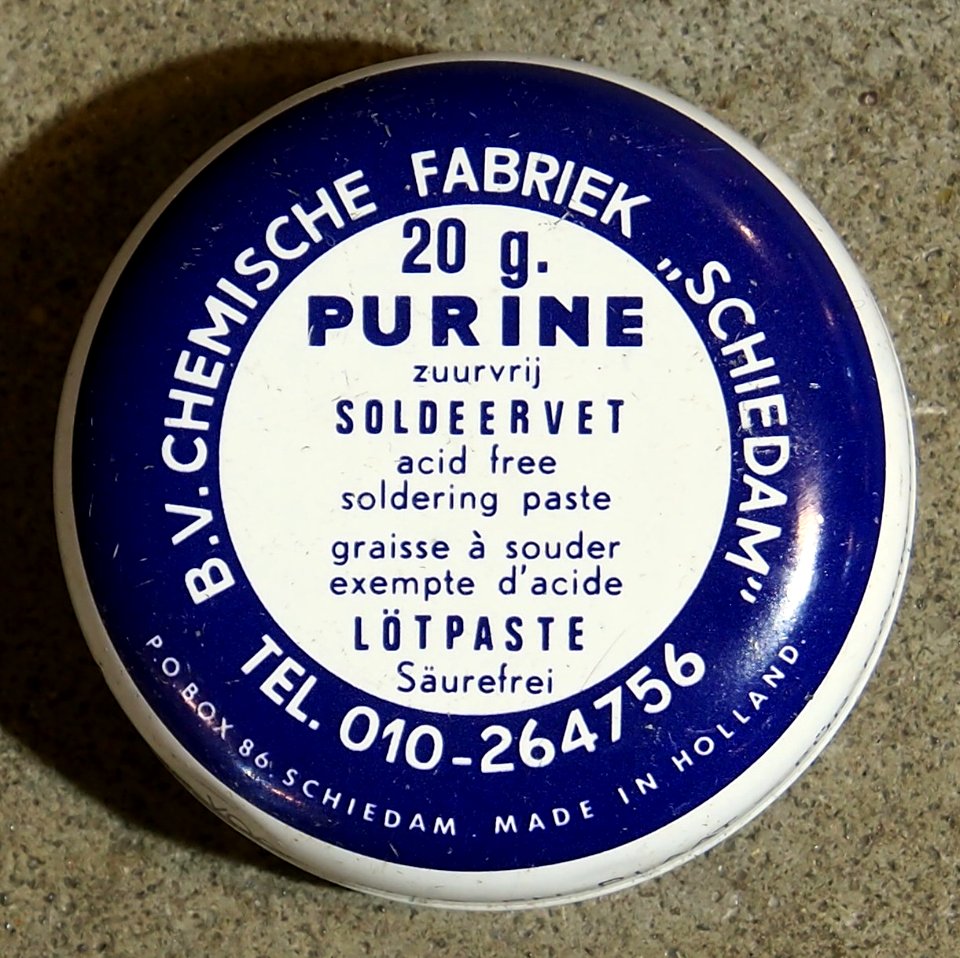 B.V. CHEMISCHE FABRIEK „SCHIEDAM”
20 g.
PURINE
zuurvrij
SOLDEERVET
acid free
soldering paste
graisse à souder
exempte d'acide
LÖTPASTE
Säurefrei
TEL. 010-264756
P.O BOX 86. SCHIEDAM. MADE IN HOLLAND.